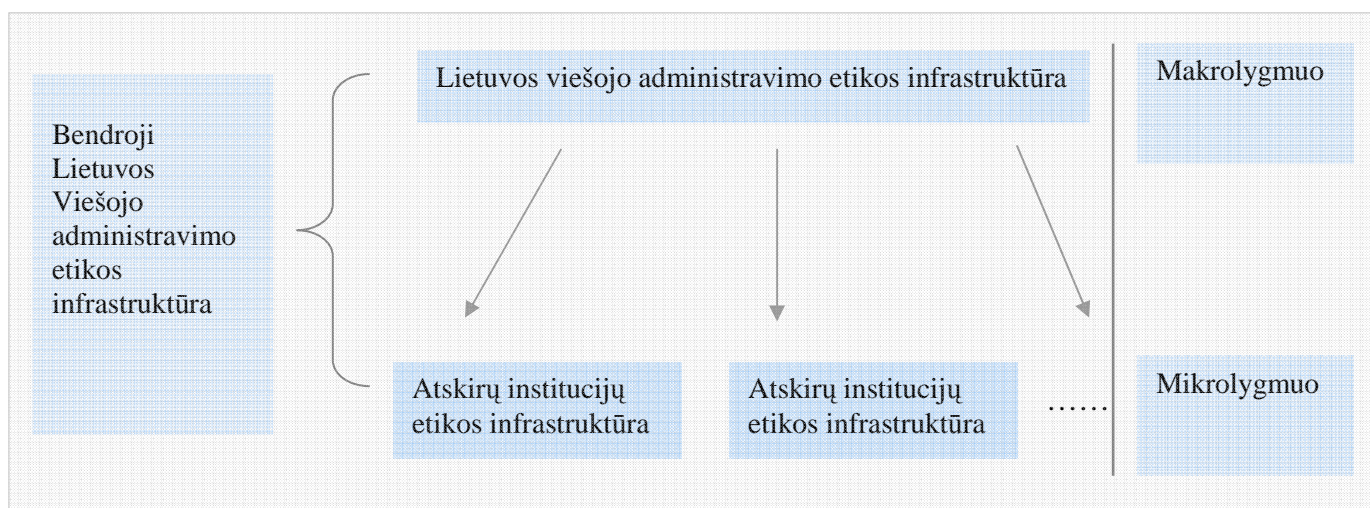 Bendroji
Lietuvos
Viešojo
administravimo
etikos
infrastruktūra
Lietuvos viešojo administravimo etikos infrastruktūra
Makrolygmuo
Atskirų institucijų
etikos infrastruktūra
Atskirų institucijų
etikos infrastruktūra
……
Mikrolygmuo